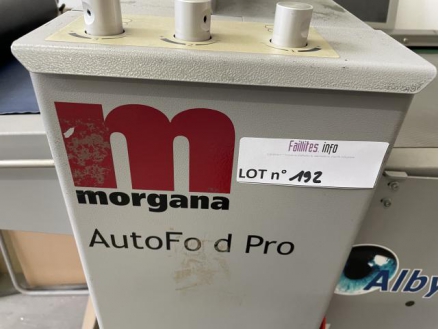 morgana
Faillites info
LOT n° 192
AutoFo d Pro
Alby